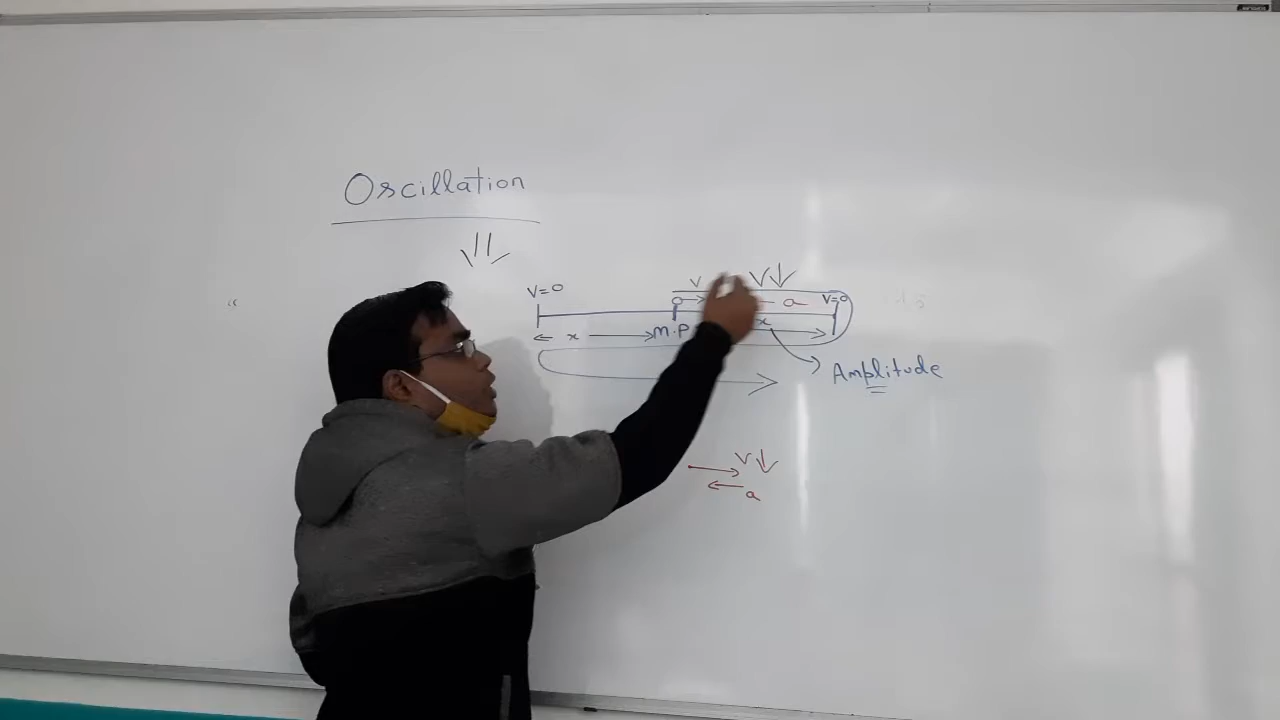 Oscillation
V=0
V
V↓
a
V=0
x
M.P
x
Amplitude
V↓
a